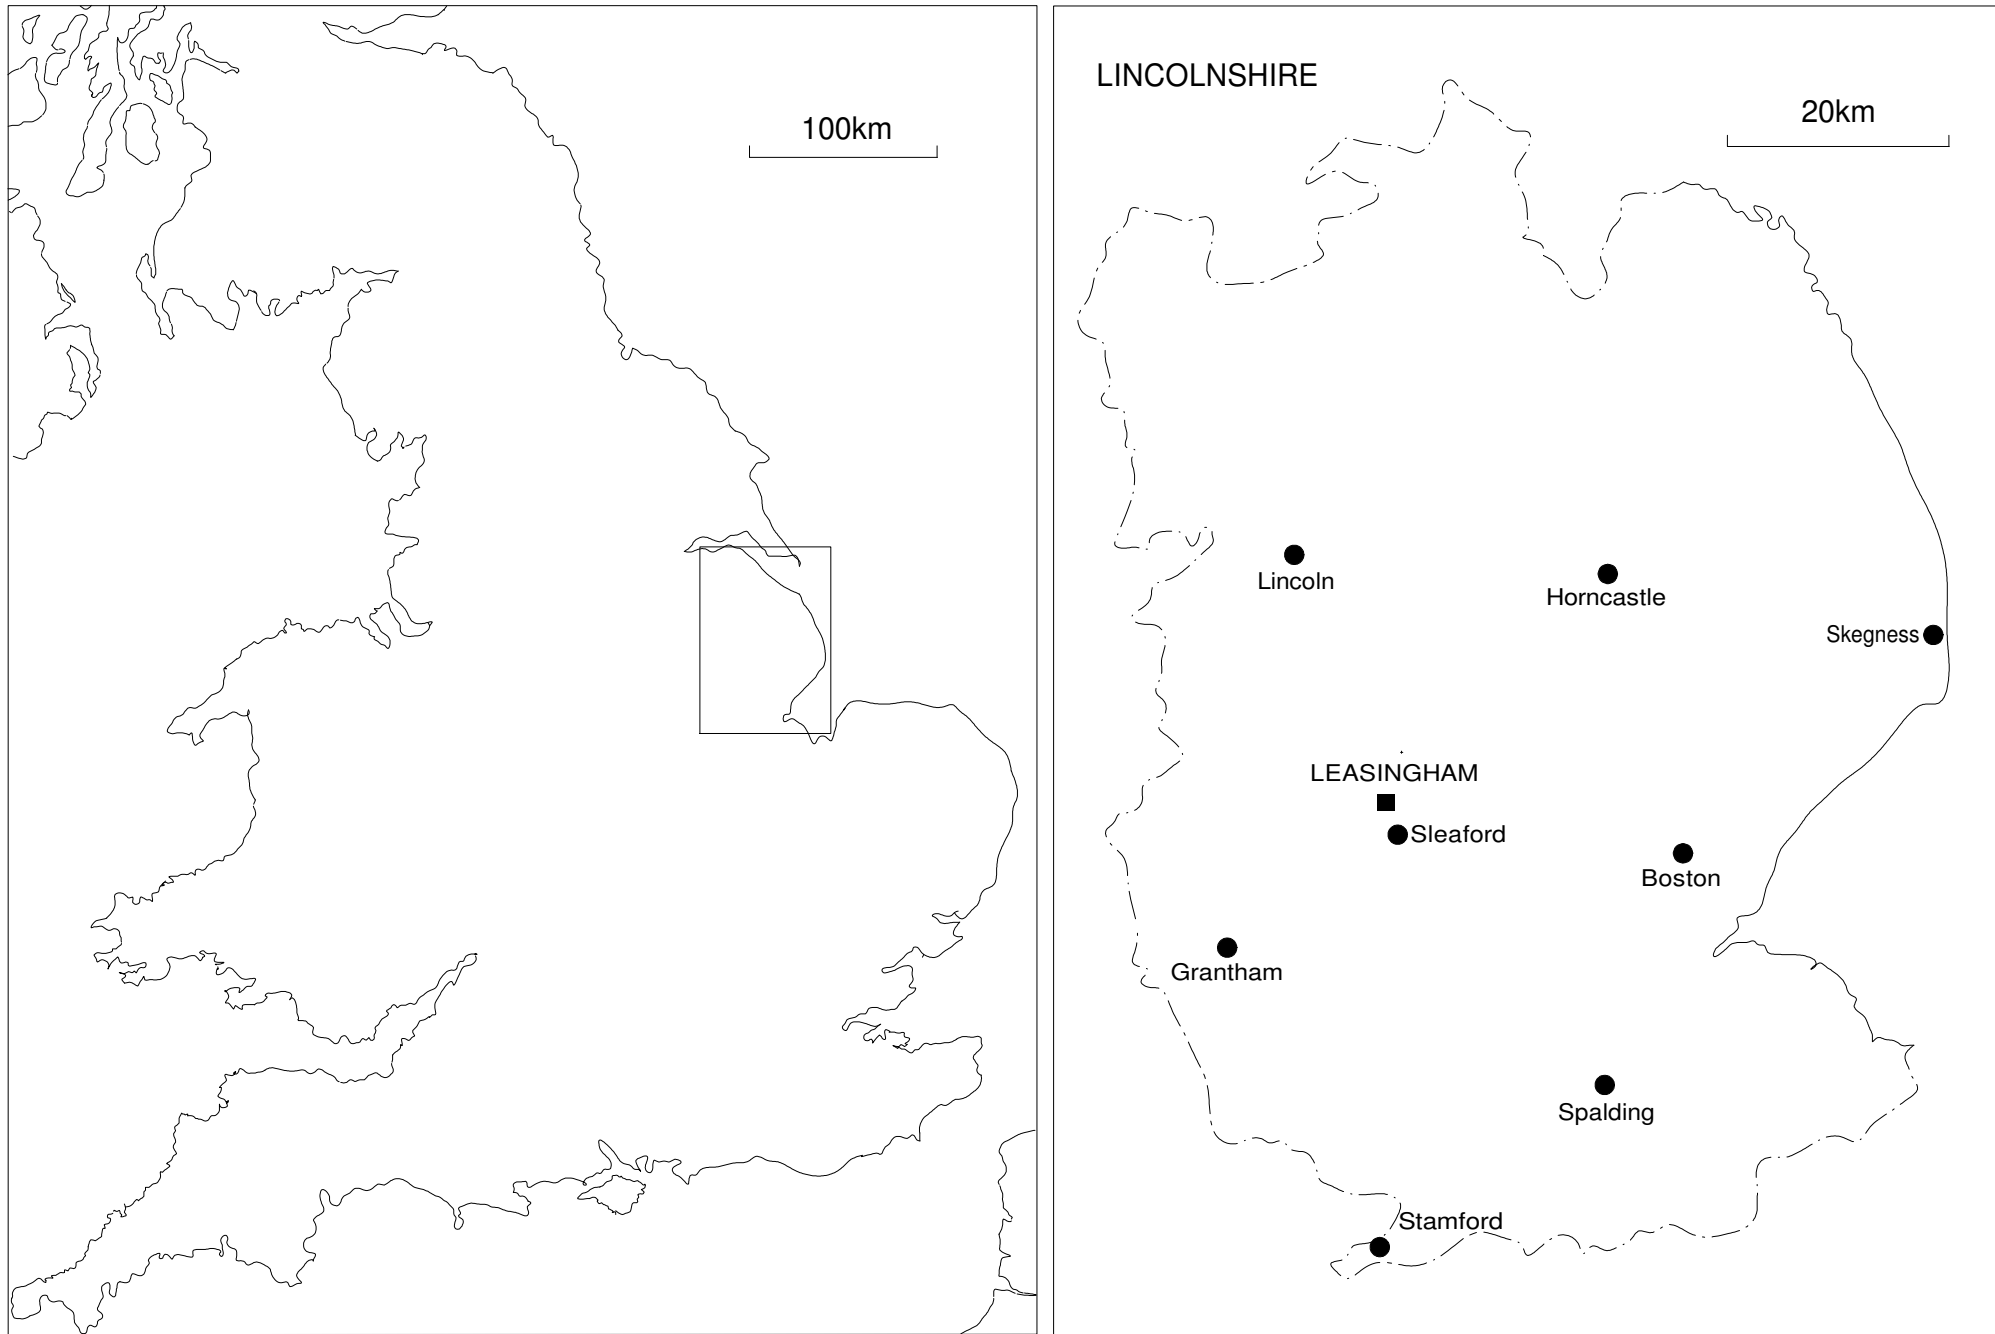 100km
LINCOLNSHIRE
20km
Lincoln
Horncastle
Skegness
LEASINGHAM
Sleaford
Boston
Grantham
Spalding
Stamford